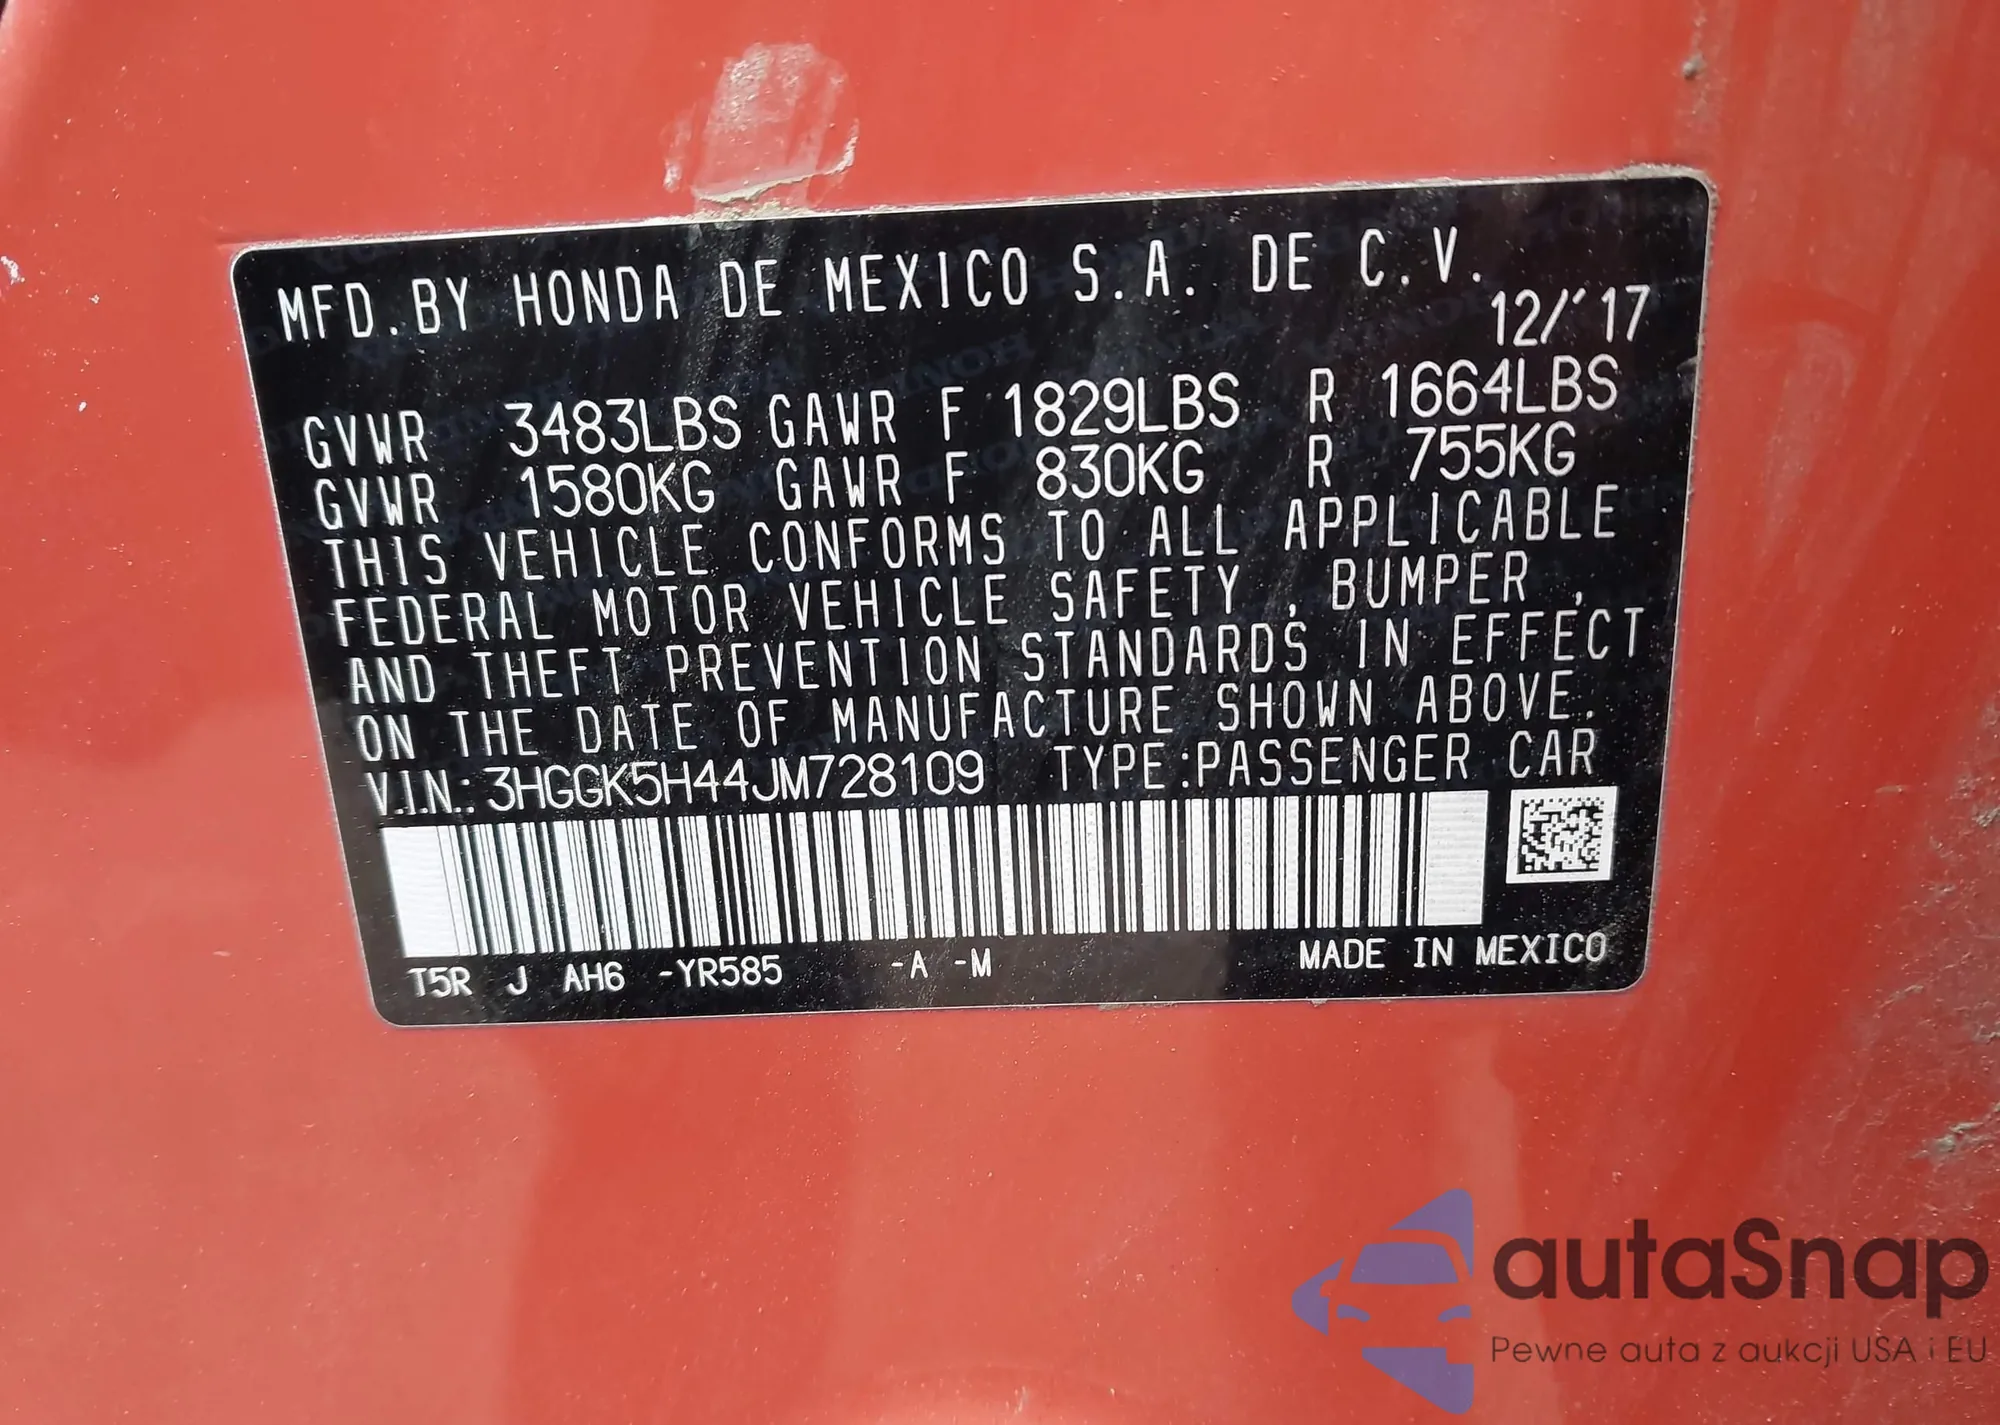 MFD. BY HONDA DE MEXICO S.A. DE C.V.
12/'17
GVWR 3483LBS GAWR F 1829LBS R 1664LBS
GVWR 1580KG GAWR F 830KG R 755KG
THIS VEHICLE CONFORMS TO ALL APPLICABLE
FEDERAL MOTOR VEHICLE SAFETY , BUMPER ,
AND THEFT PREVENTION STANDARDS IN EFFECT
ON THE DATE OF MANUFACTURE SHOWN ABOVE.
V.I.N.: 3HGGK5H44JM728109 TYPE:PASSENGER CAR
T5R J AH6 -YR585 -A -M MADE IN MEXICO
autaSnap
Pewne auta z aukcji USA i EU